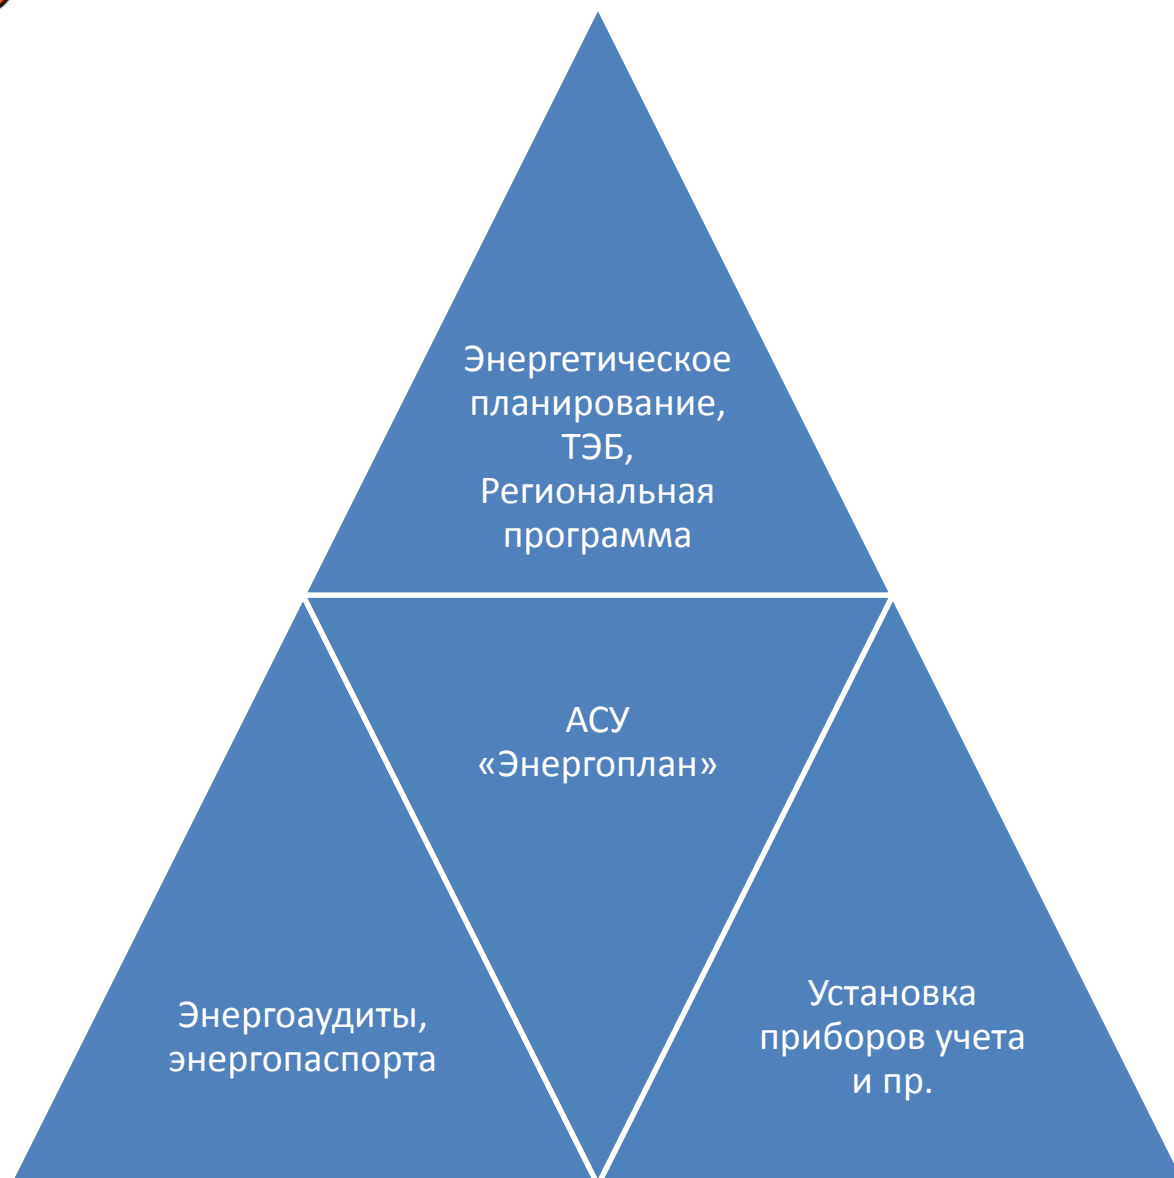 Энергетическое
планирование,
ТЭБ,
Региональная
программа
АСУ
«Энергоплан»
Энергоаудиты,
энергопаспорта
Установка
приборов учета
и пр.